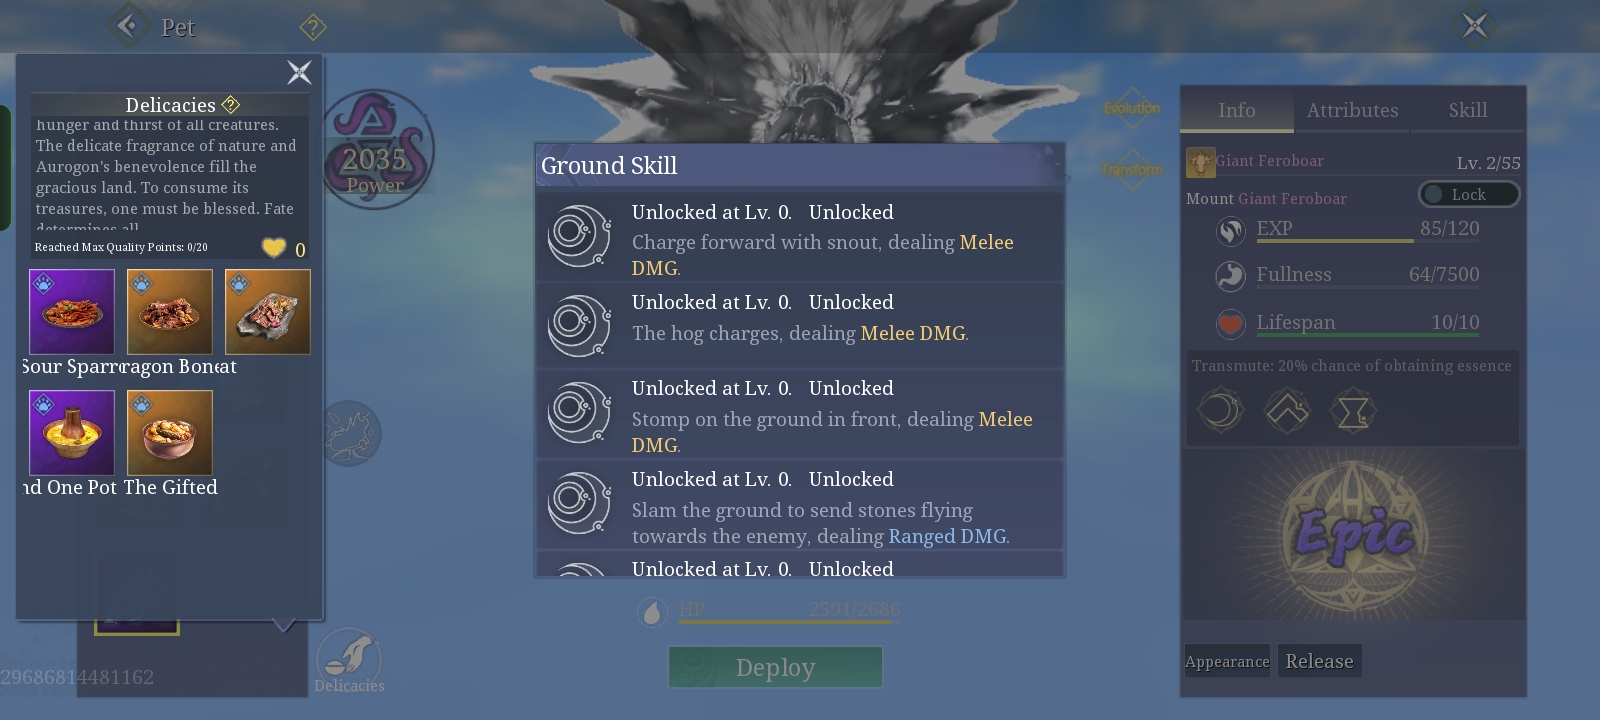 Pet
Delicacies
hunger and thirst of all creatures.
The delicate fragrance of nature and
Aurogon's benevolence fill the
gracious land. To consume its
treasures, one must be blessed. Fate
determines all
Reached Max Quality Points: 0/20
0
Sour Sparr
ragon Bone
at
nd One Pot
The Gifted
29686814481162
2035
Power
Delicacies
Ground Skill
Unlocked at Lv. 0. Unlocked
Charge forward with snout, dealing Melee
DMG.
Unlocked at Lv. 0. Unlocked
The hog charges, dealing Melee DMG.
Unlocked at Lv. 0. Unlocked
Stomp on the ground in front, dealing Melee
DMG.
Unlocked at Lv. 0. Unlocked
Slam the ground to send stones flying
towards the enemy, dealing Ranged DMG.
Unlocked at Lv. 0. Unlocked
HP 2591/2686
Deploy
Evolution
Transform
Info Attributes Skill
Giant Feroboar Lv. 2/55
Mount Giant Feroboar Lock
EXP 85/120
Fullness 64/7500
Lifespan 10/10
Transmute: 20% chance of obtaining essence
Epic
Appearance Release